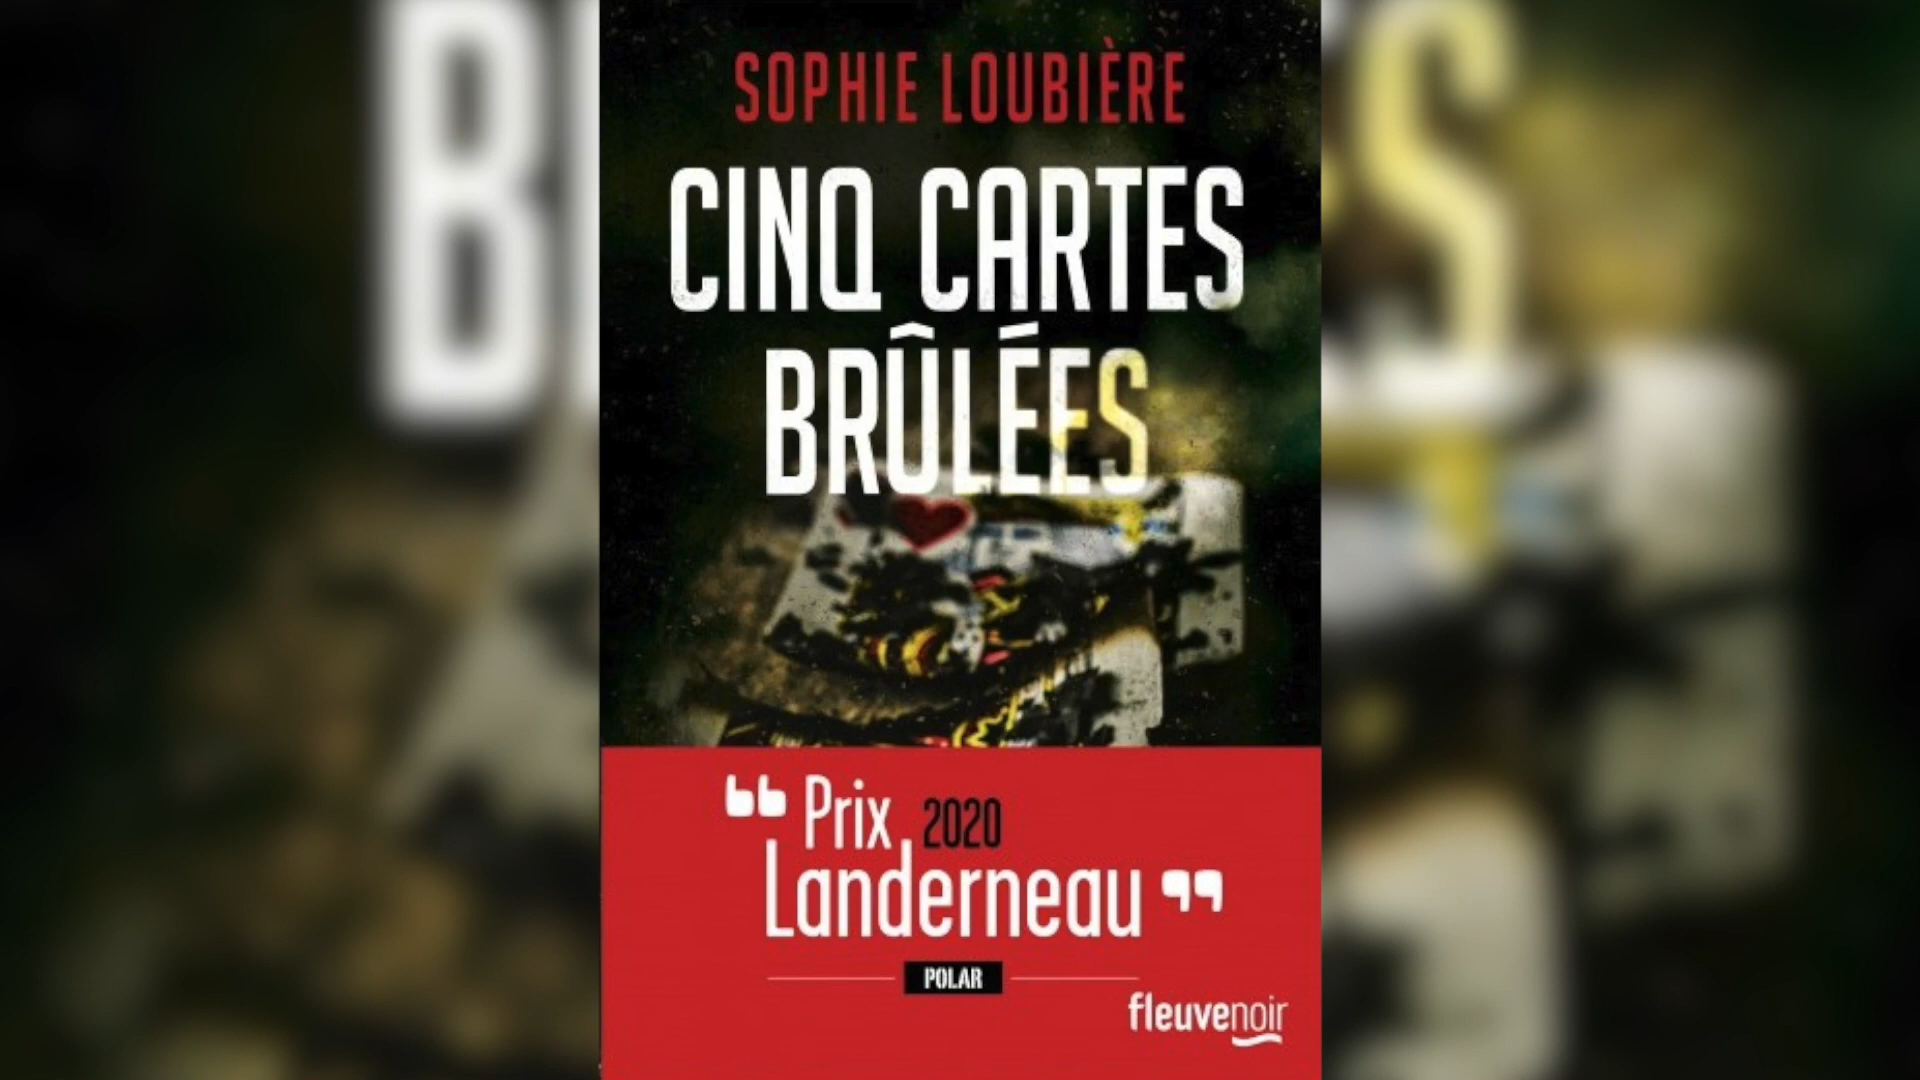 SOPHIE LOUBIÈRE
CINQ CARTES
BRÛLÉES
“ Prix 2020
Landerneau ”
POLAR
fleuvenoir